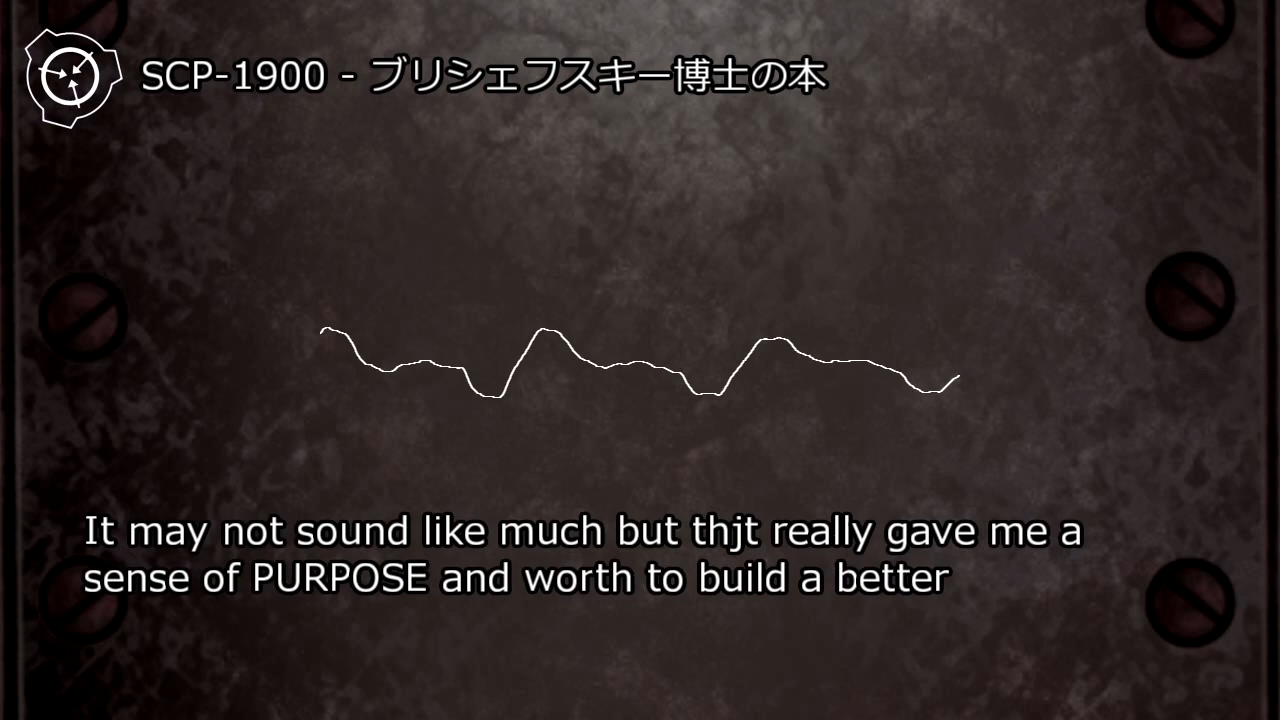 SCP-1900 - ブリシェフスキー博士の本
It may not sound like much but thjt really gave me a
sense of PURPOSE and worth to build a better